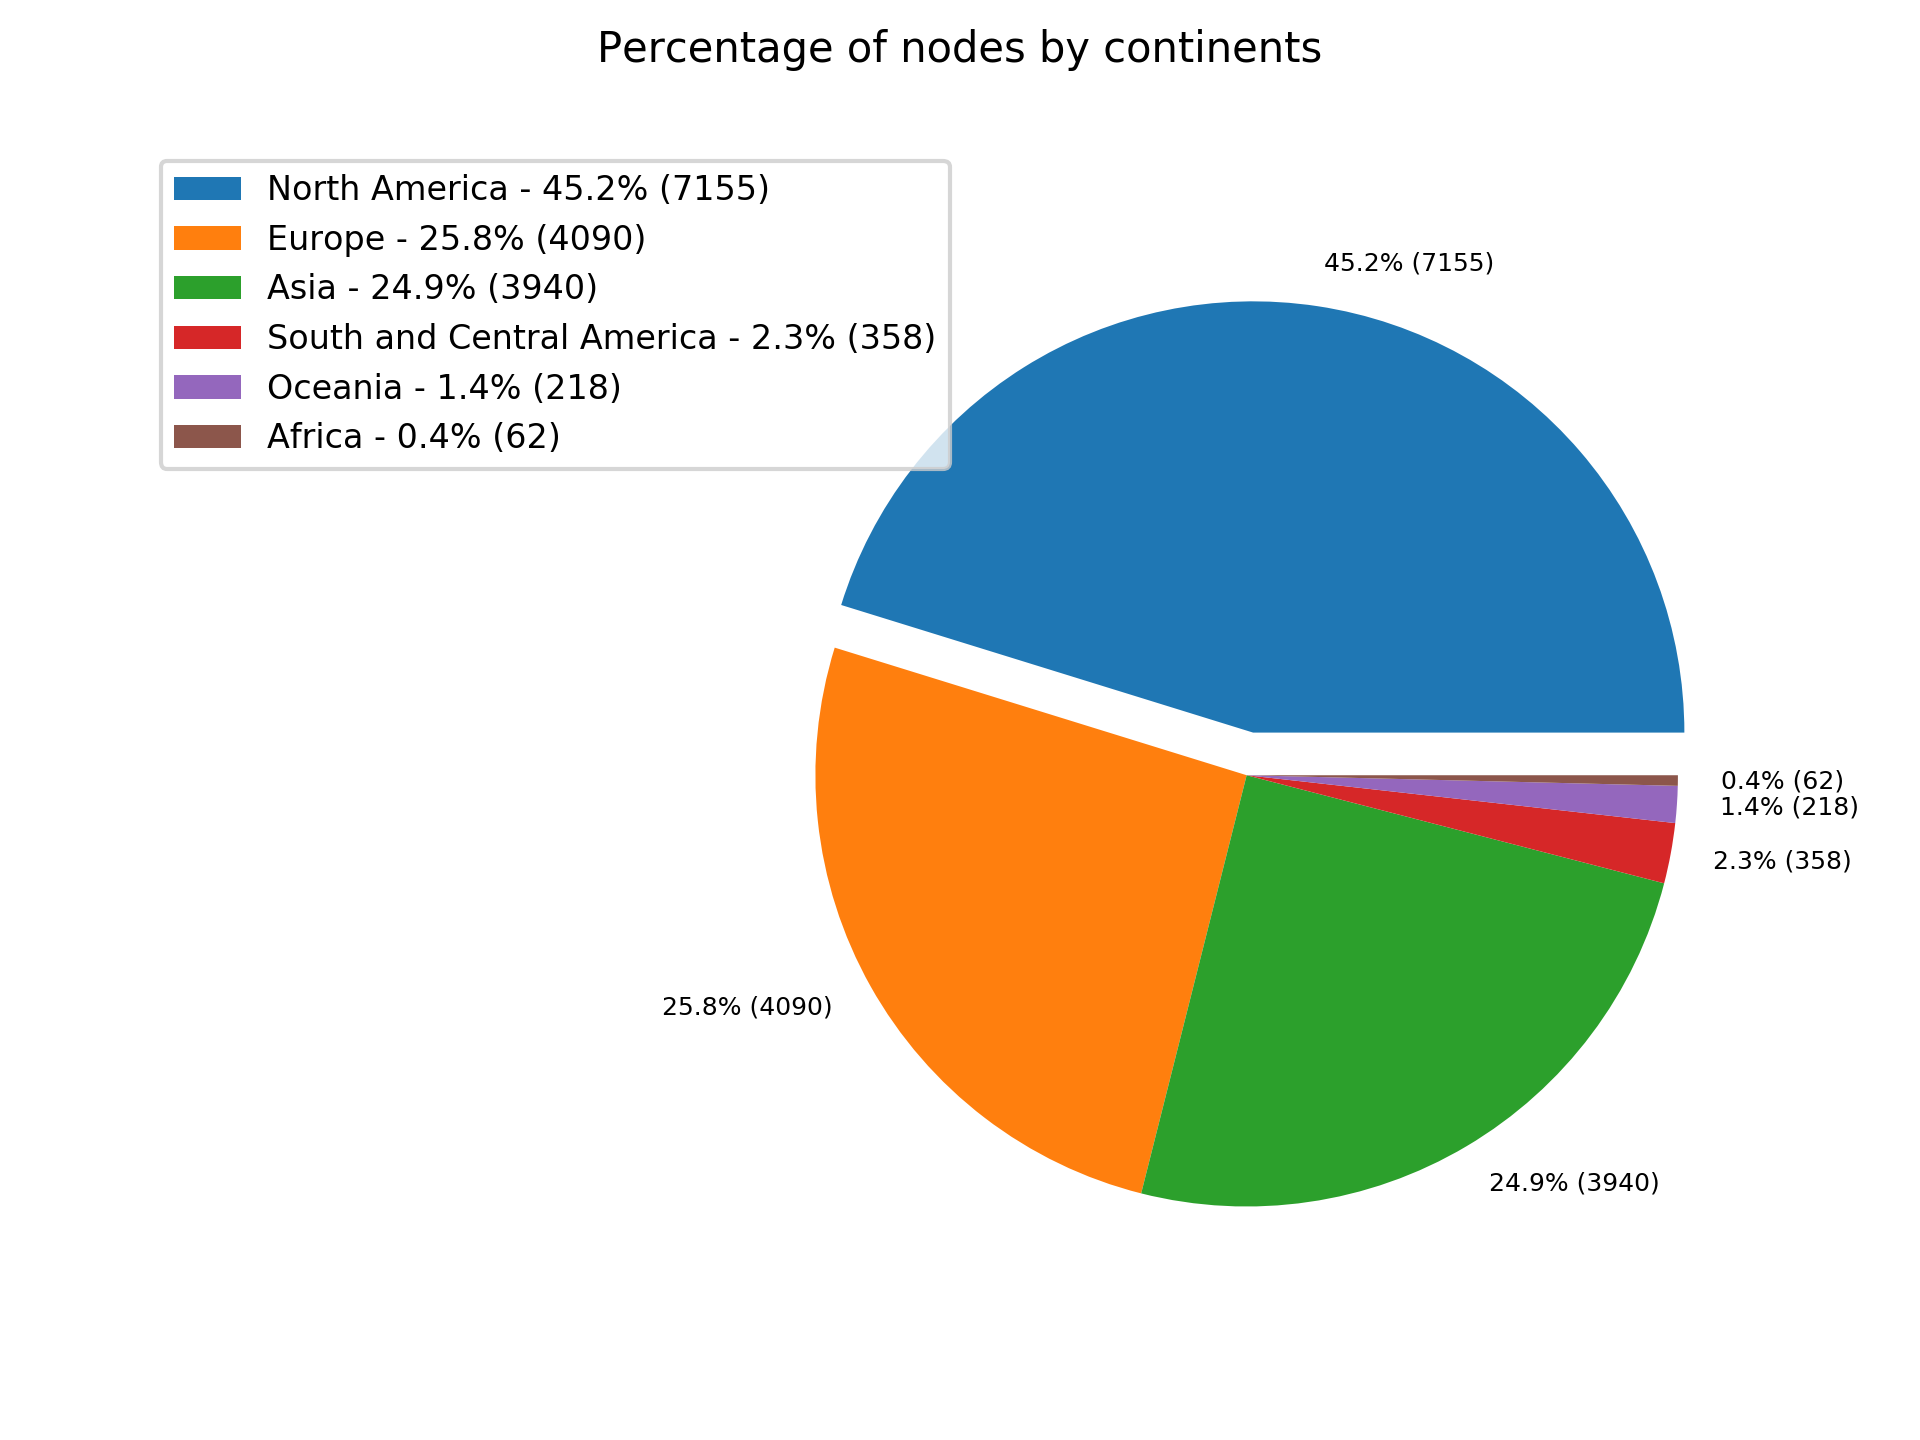 Percentage of nodes by continents
North America - 45.2% (7155)
Europe - 25.8% (4090)
Asia - 24.9% (3940)
South and Central America - 2.3% (358)
Oceania - 1.4% (218)
Africa - 0.4% (62)
45.2% (7155)
0.4% (62)
1.4% (218)
2.3% (358)
25.8% (4090)
24.9% (3940)